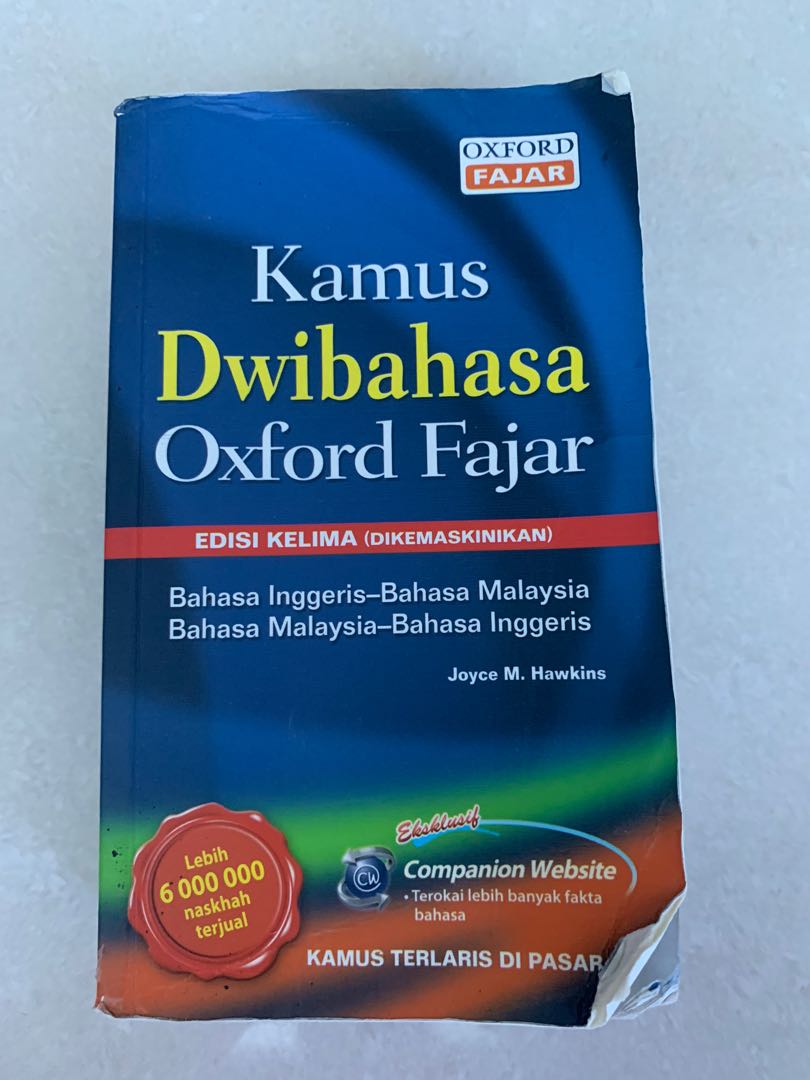 OXFORD
FAJAR
Kamus
Dwibahasa
Oxford Fajar
EDISI KELIMA (DIKEMASKINIKAN)
Bahasa Inggeris–Bahasa Malaysia
Bahasa Malaysia–Bahasa Inggeris
Joyce M. Hawkins
Lebih
6 000 000
naskhah
terjual
Eksklusif
CW
Companion Website
• Terokai lebih banyak fakta
bahasa
KAMUS TERLARIS DI PASAR